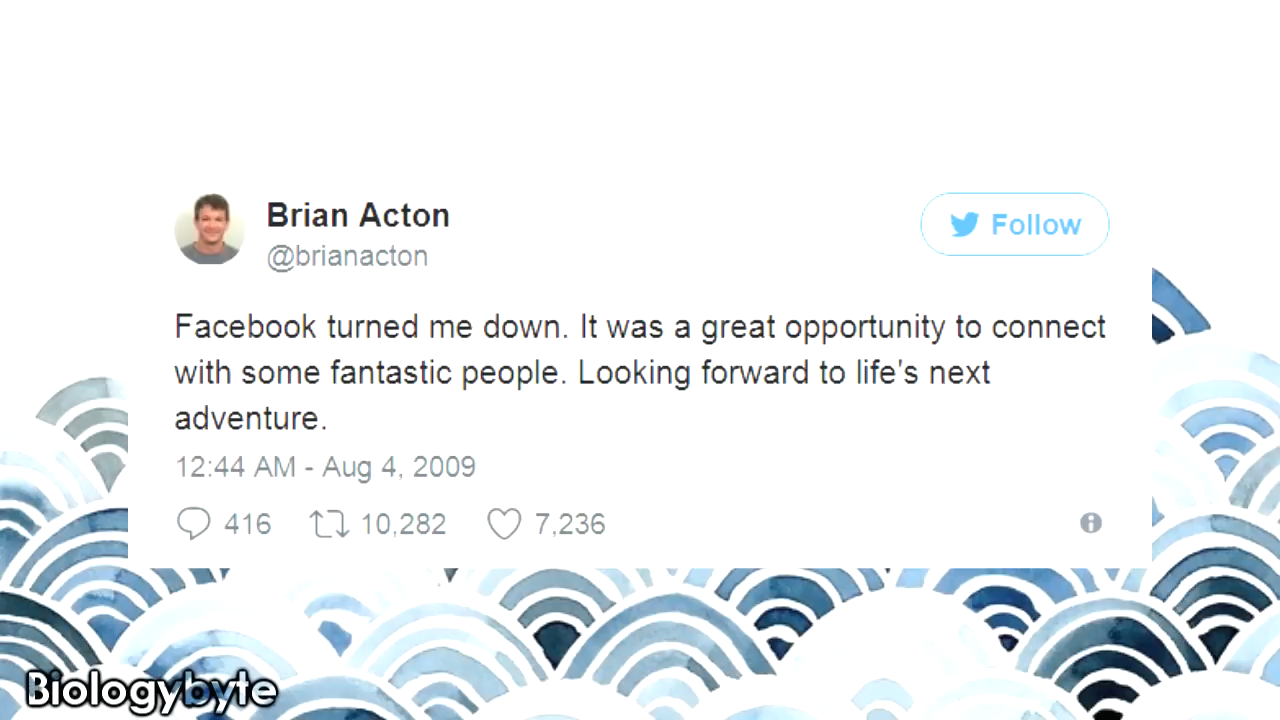 Brian Acton
Follow
@brianacton
Facebook turned me down. It was a great opportunity to connect
with some fantastic people. Looking forward to life's next
adventure.
12:44 AM - Aug 4, 2009
416 10,282 7,236
Biologybyte